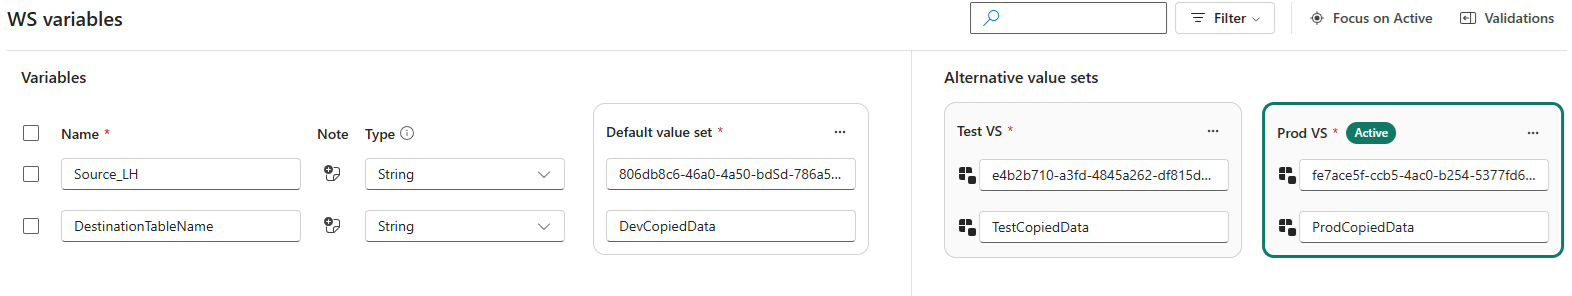 WS variables
Filter
Focus on Active
Validations
Variables
Alternative value sets
Name *
Note
Type
Default value set *
...
Test VS *
...
Prod VS *
Active
...
Source_LH
String
806db8c6-46a0-4a50-bdSd-786a5...
e4b2b710-a3fd-4845a262-df815d...
fe7ace5f-ccb5-4ac0-b254-5377fd6...
DestinationTableName
String
DevCopiedData
TestCopiedData
ProdCopiedData